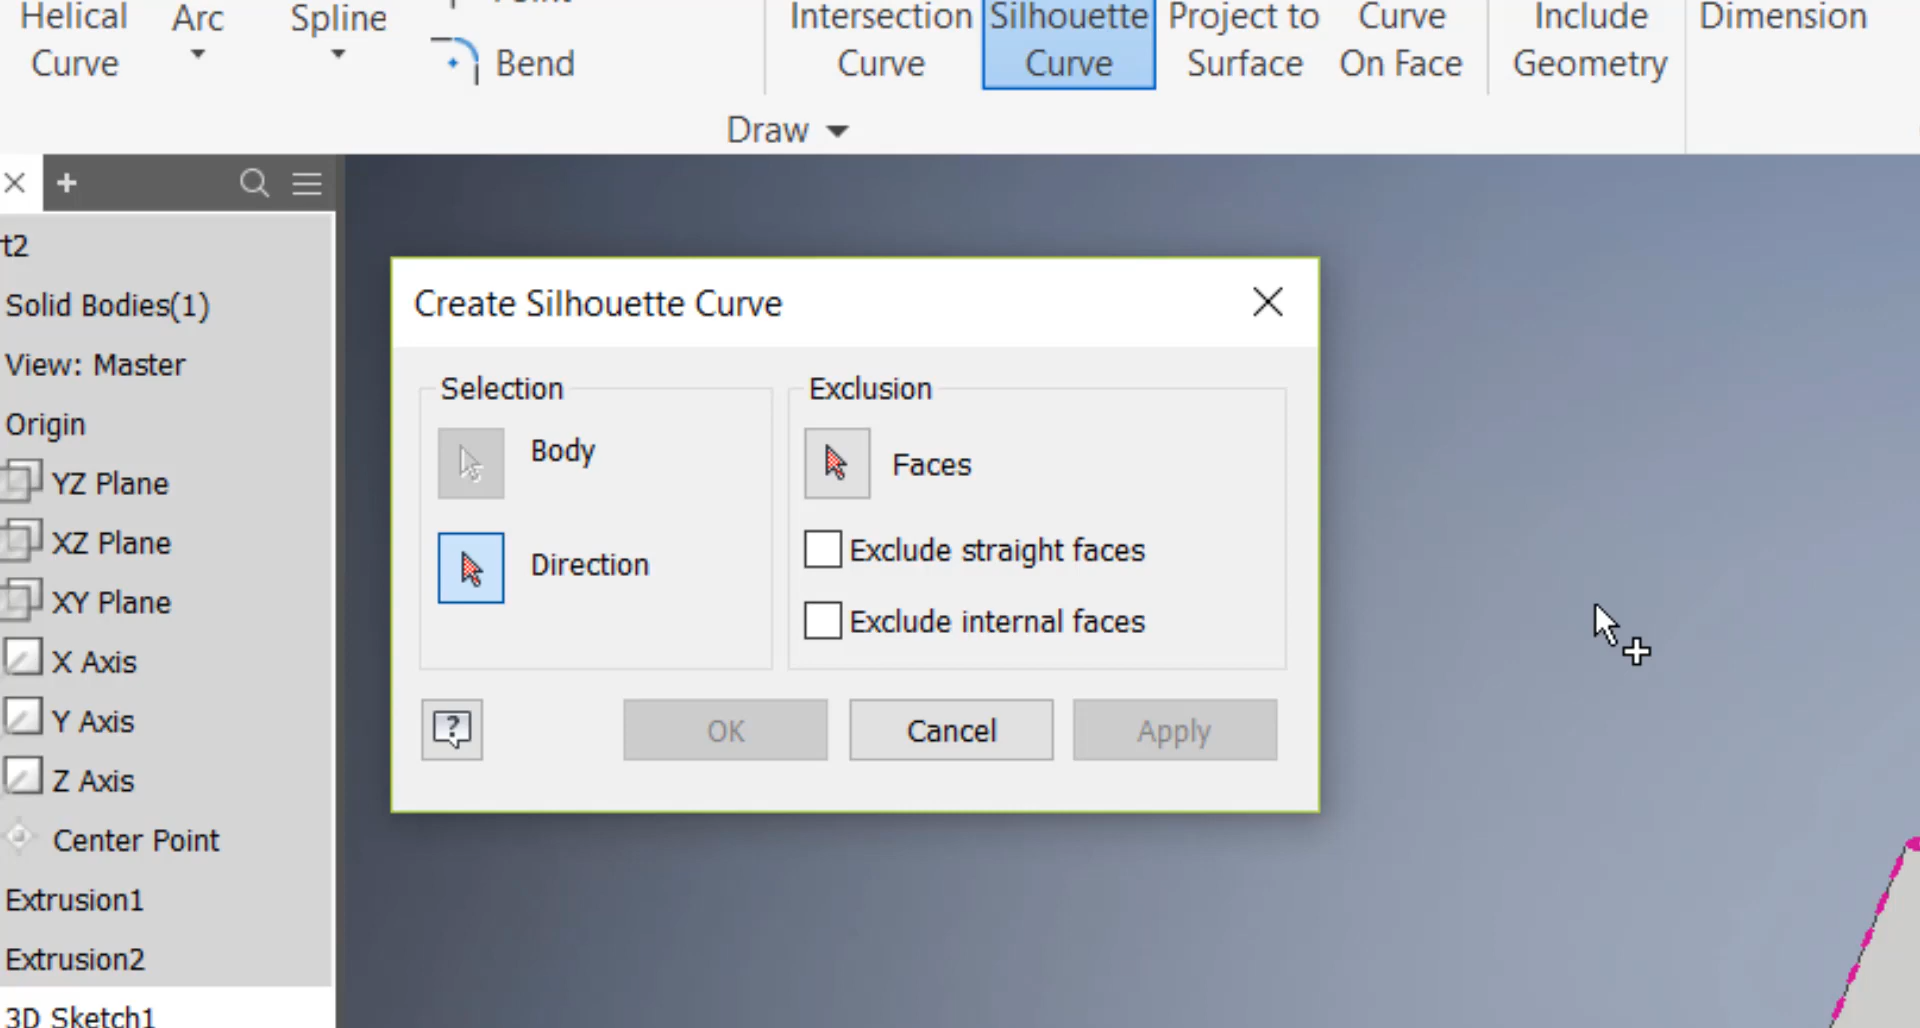 Helical
Curve
Arc
Spline
Bend
Intersection
Curve
Silhouette
Curve
Project to
Surface
Curve
On Face
Include
Geometry
Dimension
Draw
t2
Solid Bodies(1)
View: Master
Origin
YZ Plane
XZ Plane
XY Plane
X Axis
Y Axis
Z Axis
Center Point
Extrusion1
Extrusion2
3D Sketch1
Create Silhouette Curve
Selection
Body
Direction
Exclusion
Faces
Exclude straight faces
Exclude internal faces
?
OK
Cancel
Apply